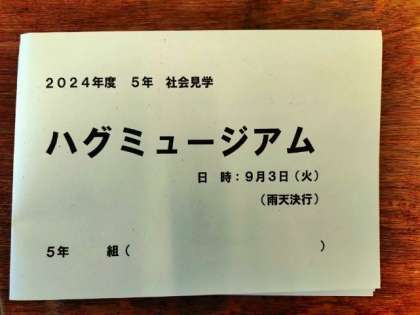 2024年度　5年　社会見学
ハグミュージアム
日　時：9月3日（火）
（雨天決行）
5年　　組（　　　　　　　　　　）